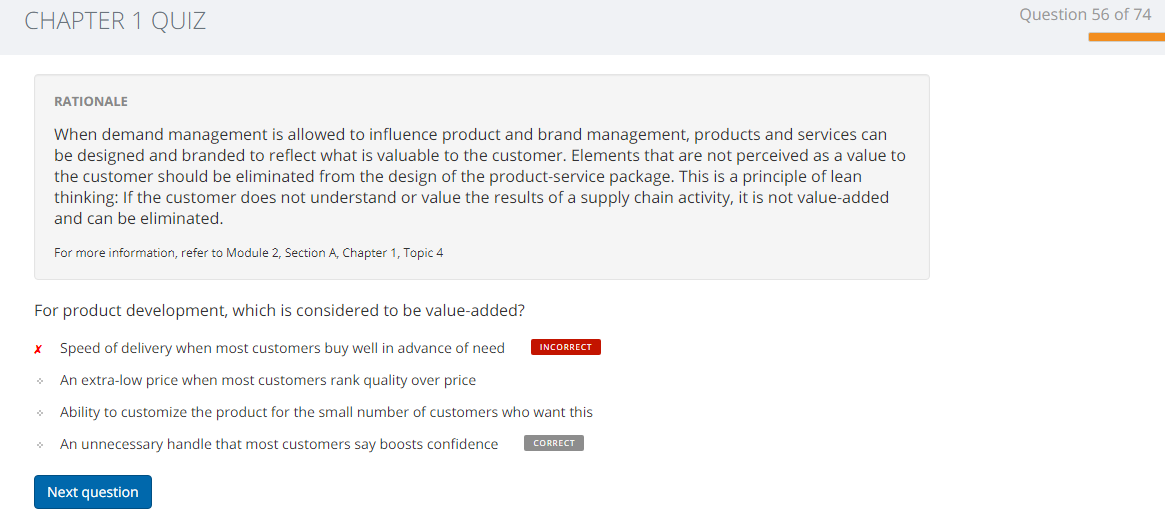 CHAPTER 1 QUIZ
Question 56 of 74
RATIONALE
When demand management is allowed to influence product and brand management, products and services can
be designed and branded to reflect what is valuable to the customer. Elements that are not perceived as a value to
the customer should be eliminated from the design of the product-service package. This is a principle of lean
thinking: If the customer does not understand or value the results of a supply chain activity, it is not value-added
and can be eliminated.
For more information, refer to Module 2, Section A, Chapter 1, Topic 4
For product development, which is considered to be value-added?
✗ Speed of delivery when most customers buy well in advance of need INCORRECT
An extra-low price when most customers rank quality over price
Ability to customize the product for the small number of customers who want this
An unnecessary handle that most customers say boosts confidence CORRECT
Next question